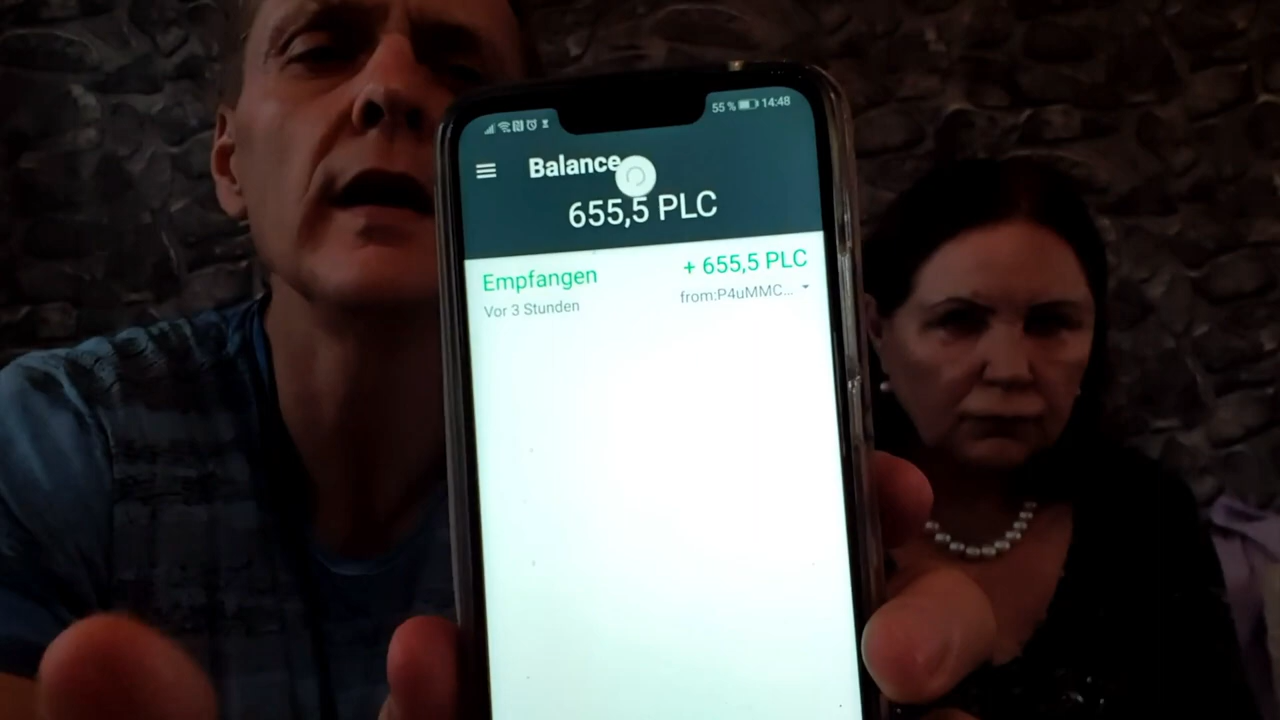 55 % 14:48
Balance
655,5 PLC
Empfangen + 655,5 PLC
Vor 3 Stunden from:P4uMMC...